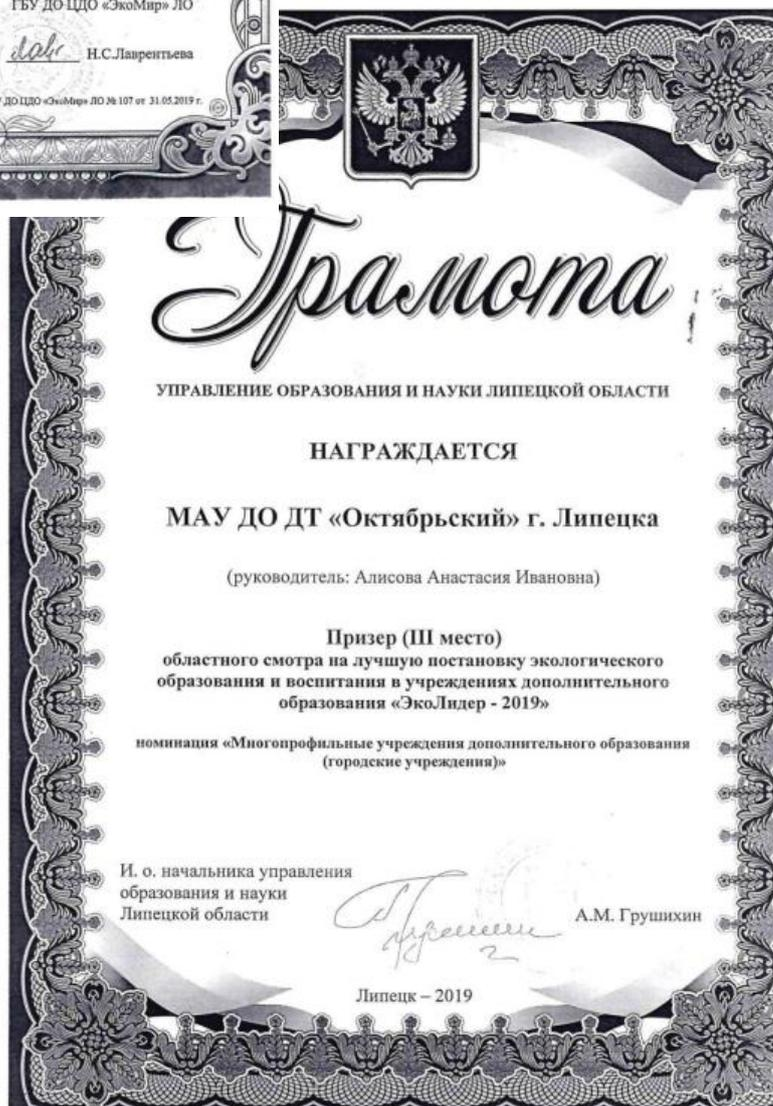 ГБУ ДО ЦДО «ЭкоМир» ЛО
Н.С.Лаврентьева
ДО ЦДО «ЭкоМир» ЛО № 107 от 31.05.2019 г.
Грамота
УПРАВЛЕНИЕ ОБРАЗОВАНИЯ И НАУКИ ЛИПЕЦКОЙ ОБЛАСТИ
НАГРАЖДАЕТСЯ
МАУ ДО ДТ «Октябрьский» г. Липецка
(руководитель: Алисова Анастасия Ивановна)
Призер (III место)
областного смотра на лучшую постановку экологического
образования и воспитания в учреждениях дополнительного
образования «ЭкоЛидер - 2019»
номинация «Многопрофильные учреждения дополнительного образования
(городские учреждения)»
И. о. начальника управления
образования и науки
Липецкой области
А.М. Грушихин
Липецк – 2019